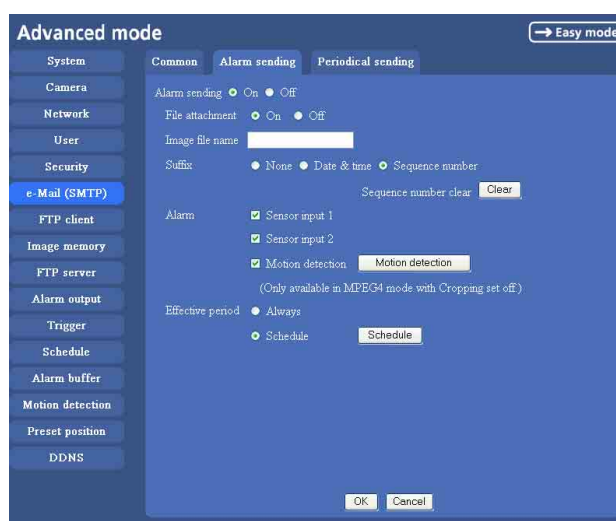 Advanced mode
→ Easy mode
System
Camera
Network
User
Security
e-Mail (SMTP)
FTP client
Image memory
FTP server
Alarm output
Trigger
Schedule
Alarm buffer
Motion detection
Preset position
DDNS
Common Alarm sending Periodical sending
Alarm sending On Off
File attachment On Off
Image file name
Suffix None Date & time Sequence number
Sequence number clear Clear
Alarm Sensor input 1
Sensor input 2
Motion detection Motion detection
(Only available in MPEG4 mode with Cropping set off )
Effective period Always
Schedule Schedule
OK Cancel